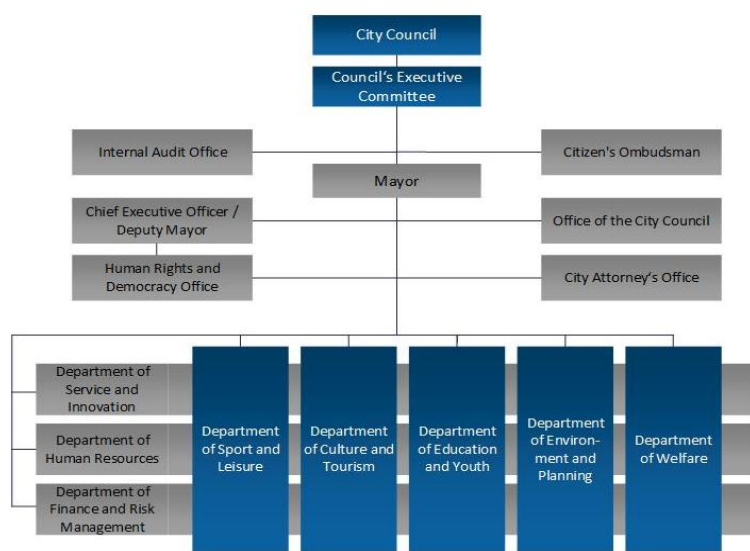 City Council
Council's Executive
Committee
Internal Audit Office
Citizen's Ombudsman
Mayor
Chief Executive Officer /
Deputy Mayor
Office of the City Council
Human Rights and
Democracy Office
City Attorney's Office
Department of
Service and
Innovation
Department of
Human Resources
Department of
Finance and Risk
Management
Department
of Sport and
Leisure
Department
of Culture and
Tourism
Department
of Education
and Youth
Department
of Environ-
ment and
Planning
Department
of Welfare